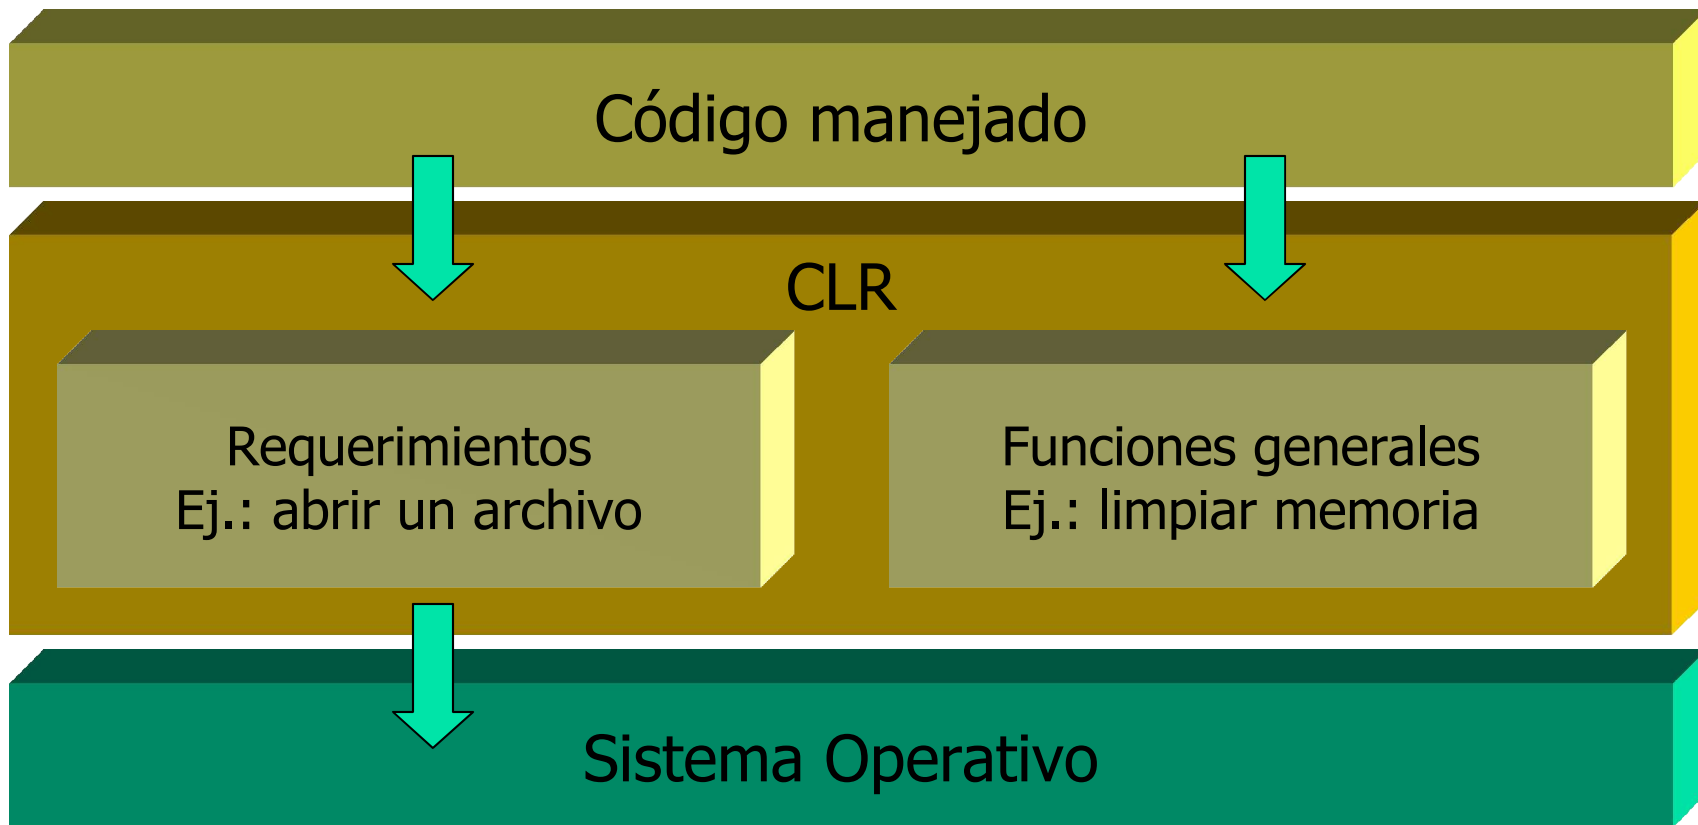 Código manejado
CLR
Requerimientos
Ej.: abrir un archivo
Funciones generales
Ej.: limpiar memoria
Sistema Operativo